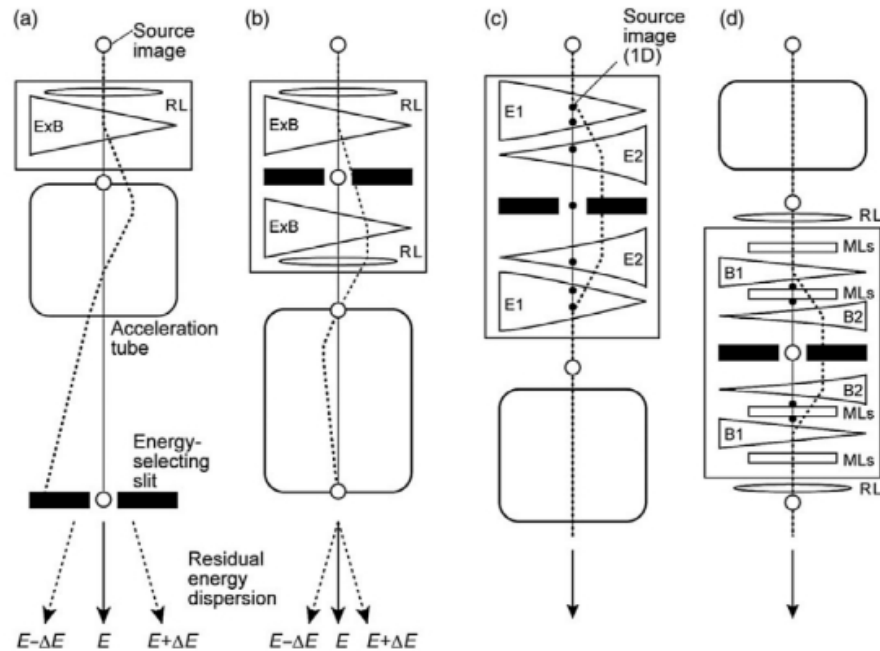 (a)
Source
image
RL
ExB
Acceleration
tube
Energy-
selecting
slit
Residual
energy
dispersion
E−ΔE E E+ΔE
(b)
RL
ExB
ExB
RL
E−ΔE E E+ΔE
(c)
Source
image
(1D)
E1
E2
E2
E1
(d)
RL
MLs
B1
MLs
B2
B2
MLs
B1
MLs
RL